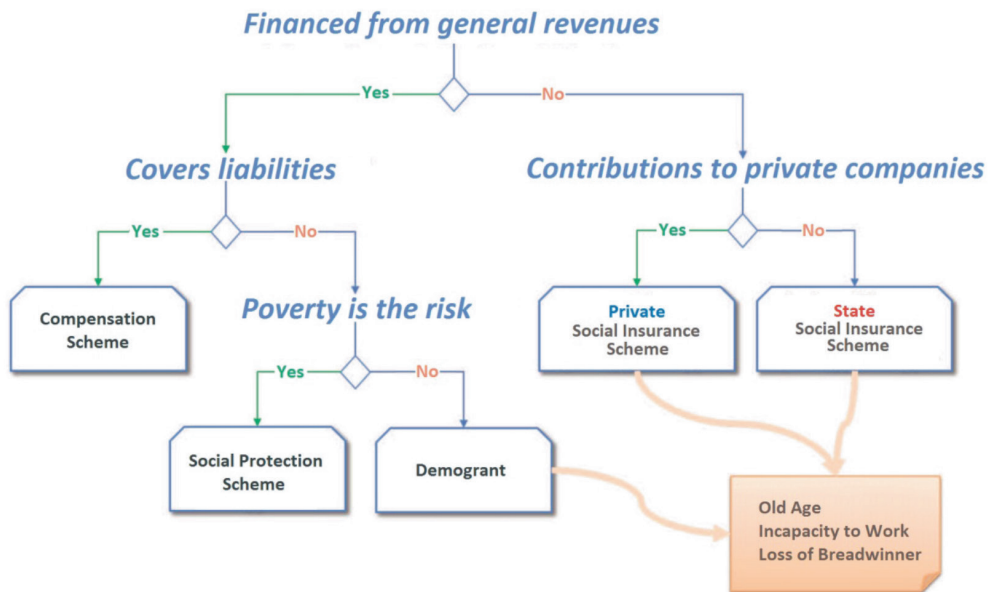 Financed from general revenues
Yes
No
Covers liabilities
Contributions to private companies
Yes
No
Yes
No
Compensation
Scheme
Poverty is the risk
Private
Social Insurance
Scheme
State
Social Insurance
Scheme
Yes
No
Social Protection
Scheme
Demogrant
Old Age
Incapacity to Work
Loss of Breadwinner